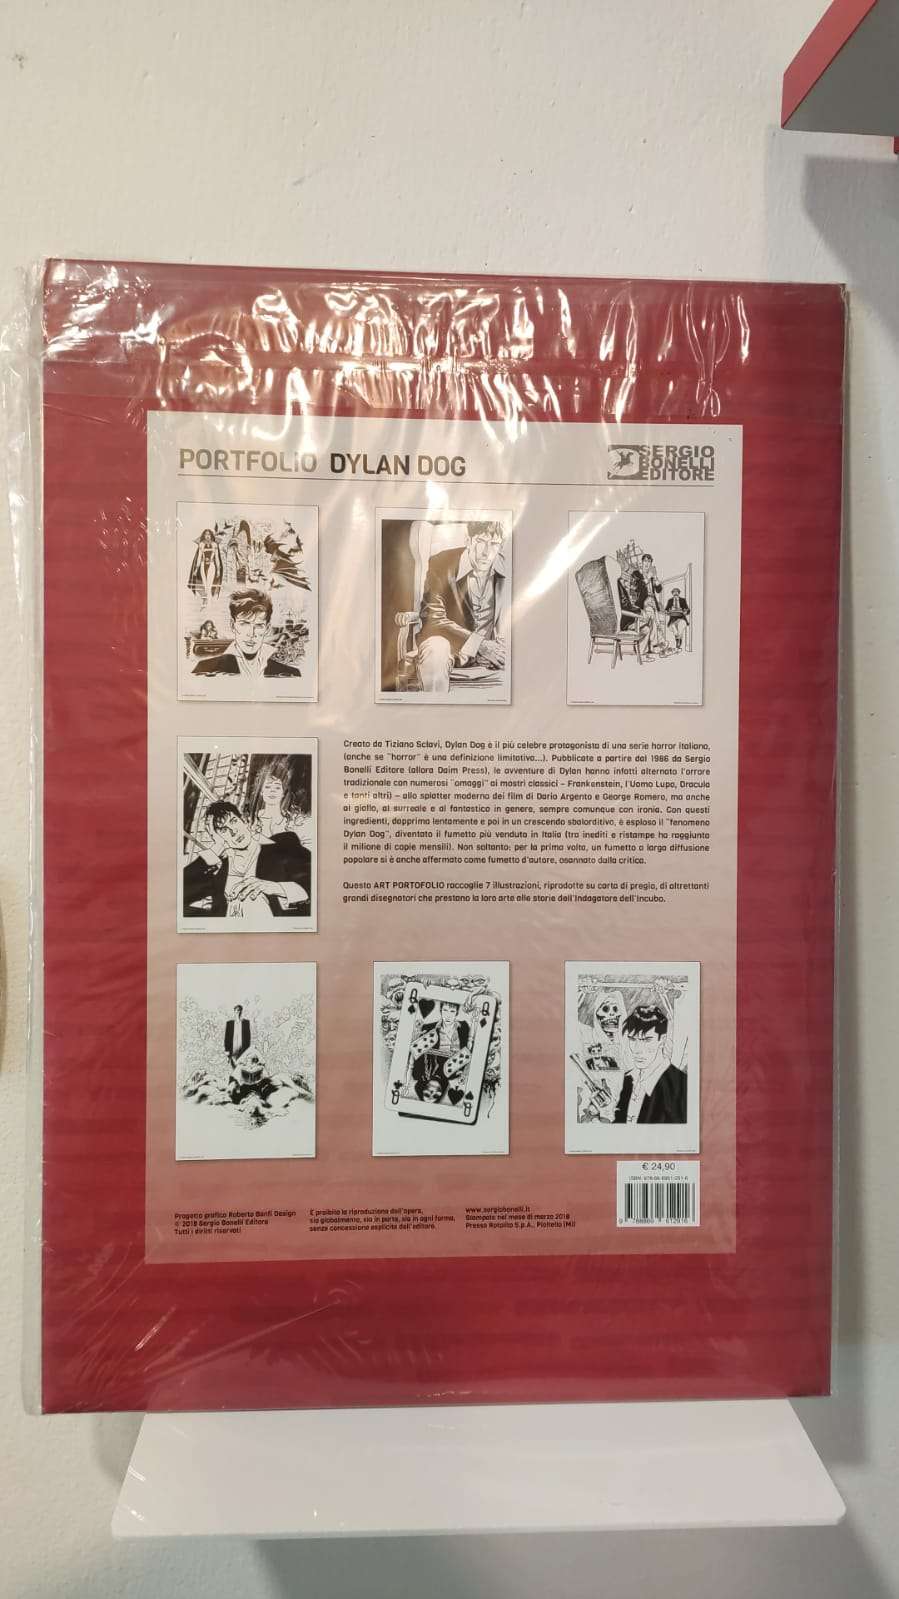 PORTFOLIO DYLAN DOG
SERGIO
BONELLI
EDITORE
Creato da Tiziano Sclavi, Dylan Dog è il più celebre protagonista di una serie horror italiana,
(anche se "horror" è una definizione limitativa...). Pubblicate a partire dal 1986 da Sergio
Bonelli Editore (allora Daim Press), le avventure di Dylan hanno infatti alternato l'orrore
tradizionale con numerosi "omaggi" ai mostri classici – Frankenstein, l'Uomo Lupo, Dracula
e tanti altri) – allo splatter moderno dei film di Dario Argento e George Romero, ma anche
al giallo, al surreale e al fantastico in genere, sempre comunque con ironia. Con questi
ingredienti, dapprima lentamente e poi in un crescendo sbalorditivo, è esploso il "fenomeno
Dylan Dog", diventato il fumetto più venduto in Italia (tra inediti e ristampe ha raggiunto
il milione di copie mensili). Non soltanto: per la prima volta, un fumetto a larga diffusione
popolare si è anche affermato come fumetto d'autore, osannato dalla critica.
Questo ART PORTOFOLIO raccoglie 7 illustrazioni, riprodotte su carta di pregio, di altrettanti
grandi disegnatori che prestano la loro arte alle storie dell'Indagatore dell'Incubo.
€ 24,90
Progetto grafico Roberto Banfi Design
© 2018 Sergio Bonelli Editore
Tutti i diritti riservati
È proibita la riproduzione dell'opera,
sia globalmente, sia in parte, sia in ogni forma,
senza concessione esplicita dell'editore.
www.sergiobonelli.it
Stampato nel mese di marzo 2018
Presso Rotolito S.p.A., Pioltello (MI)